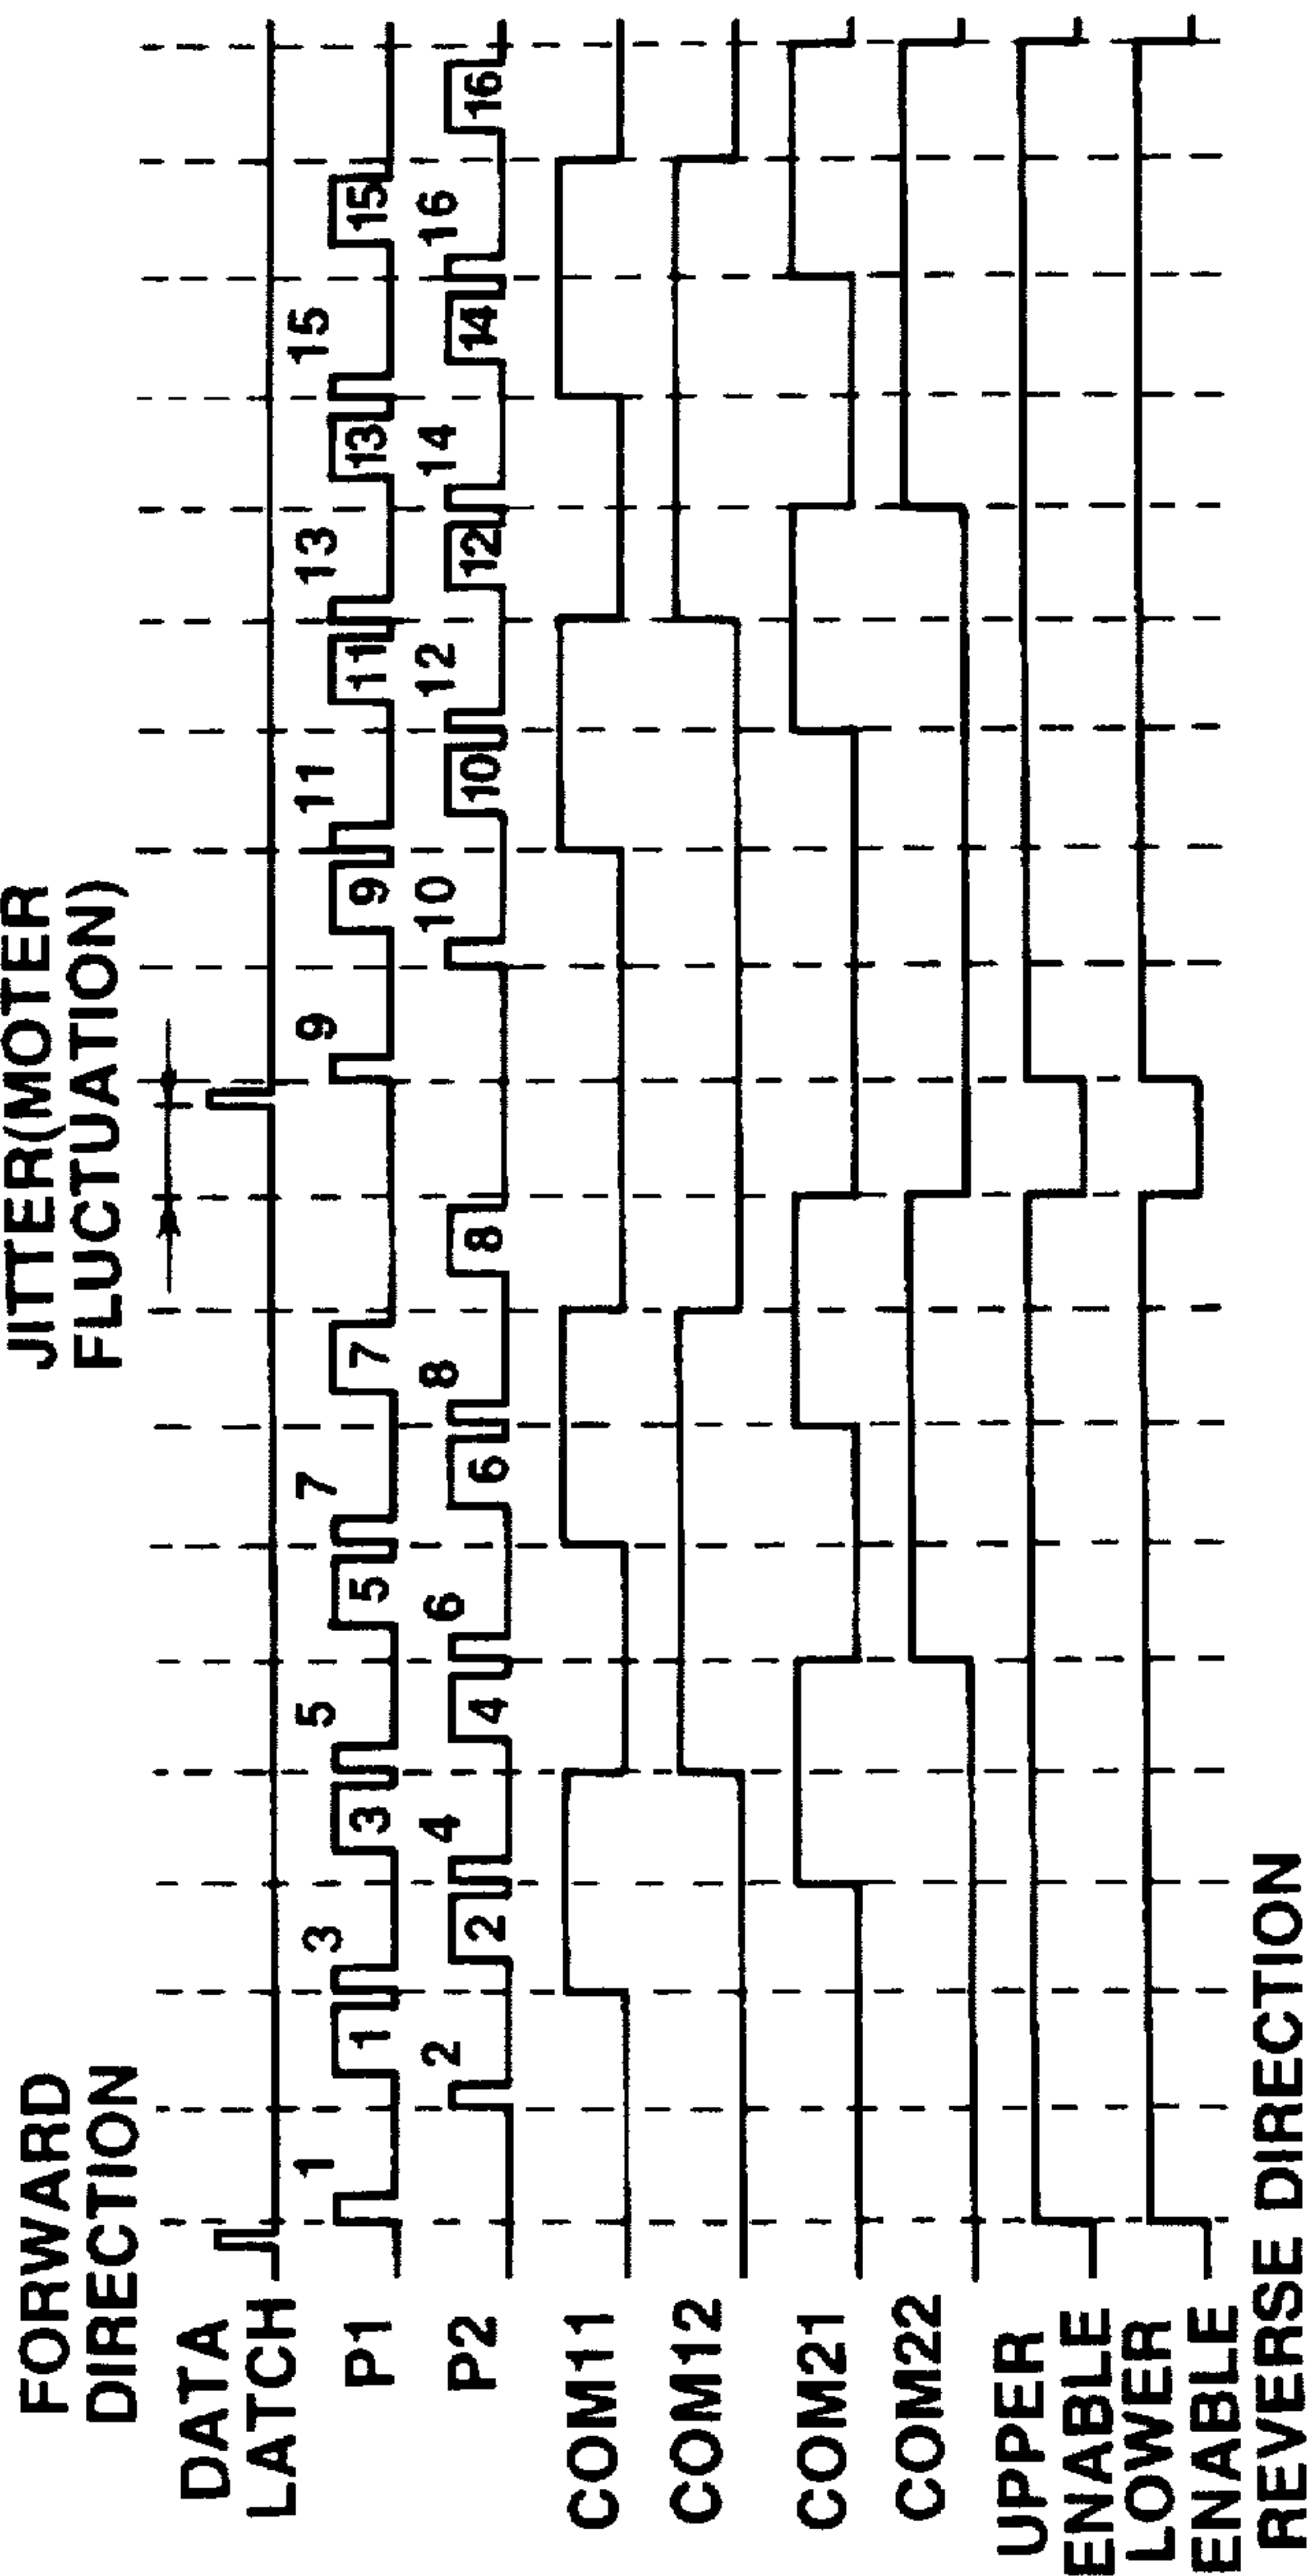 FORWARD
DIRECTION
JITTER(MOTER
FLUCTUATION)
DATA
LATCH
P1
1 1 3 3 5 5 7 7 9 9 11 11 13 13 15 15
P2
2 2 4 4 6 6 8 8 10 10 12 12 14 14 16 16
COM11
COM12
COM21
COM22
UPPER
ENABLE
LOWER
ENABLE
REVERSE DIRECTION